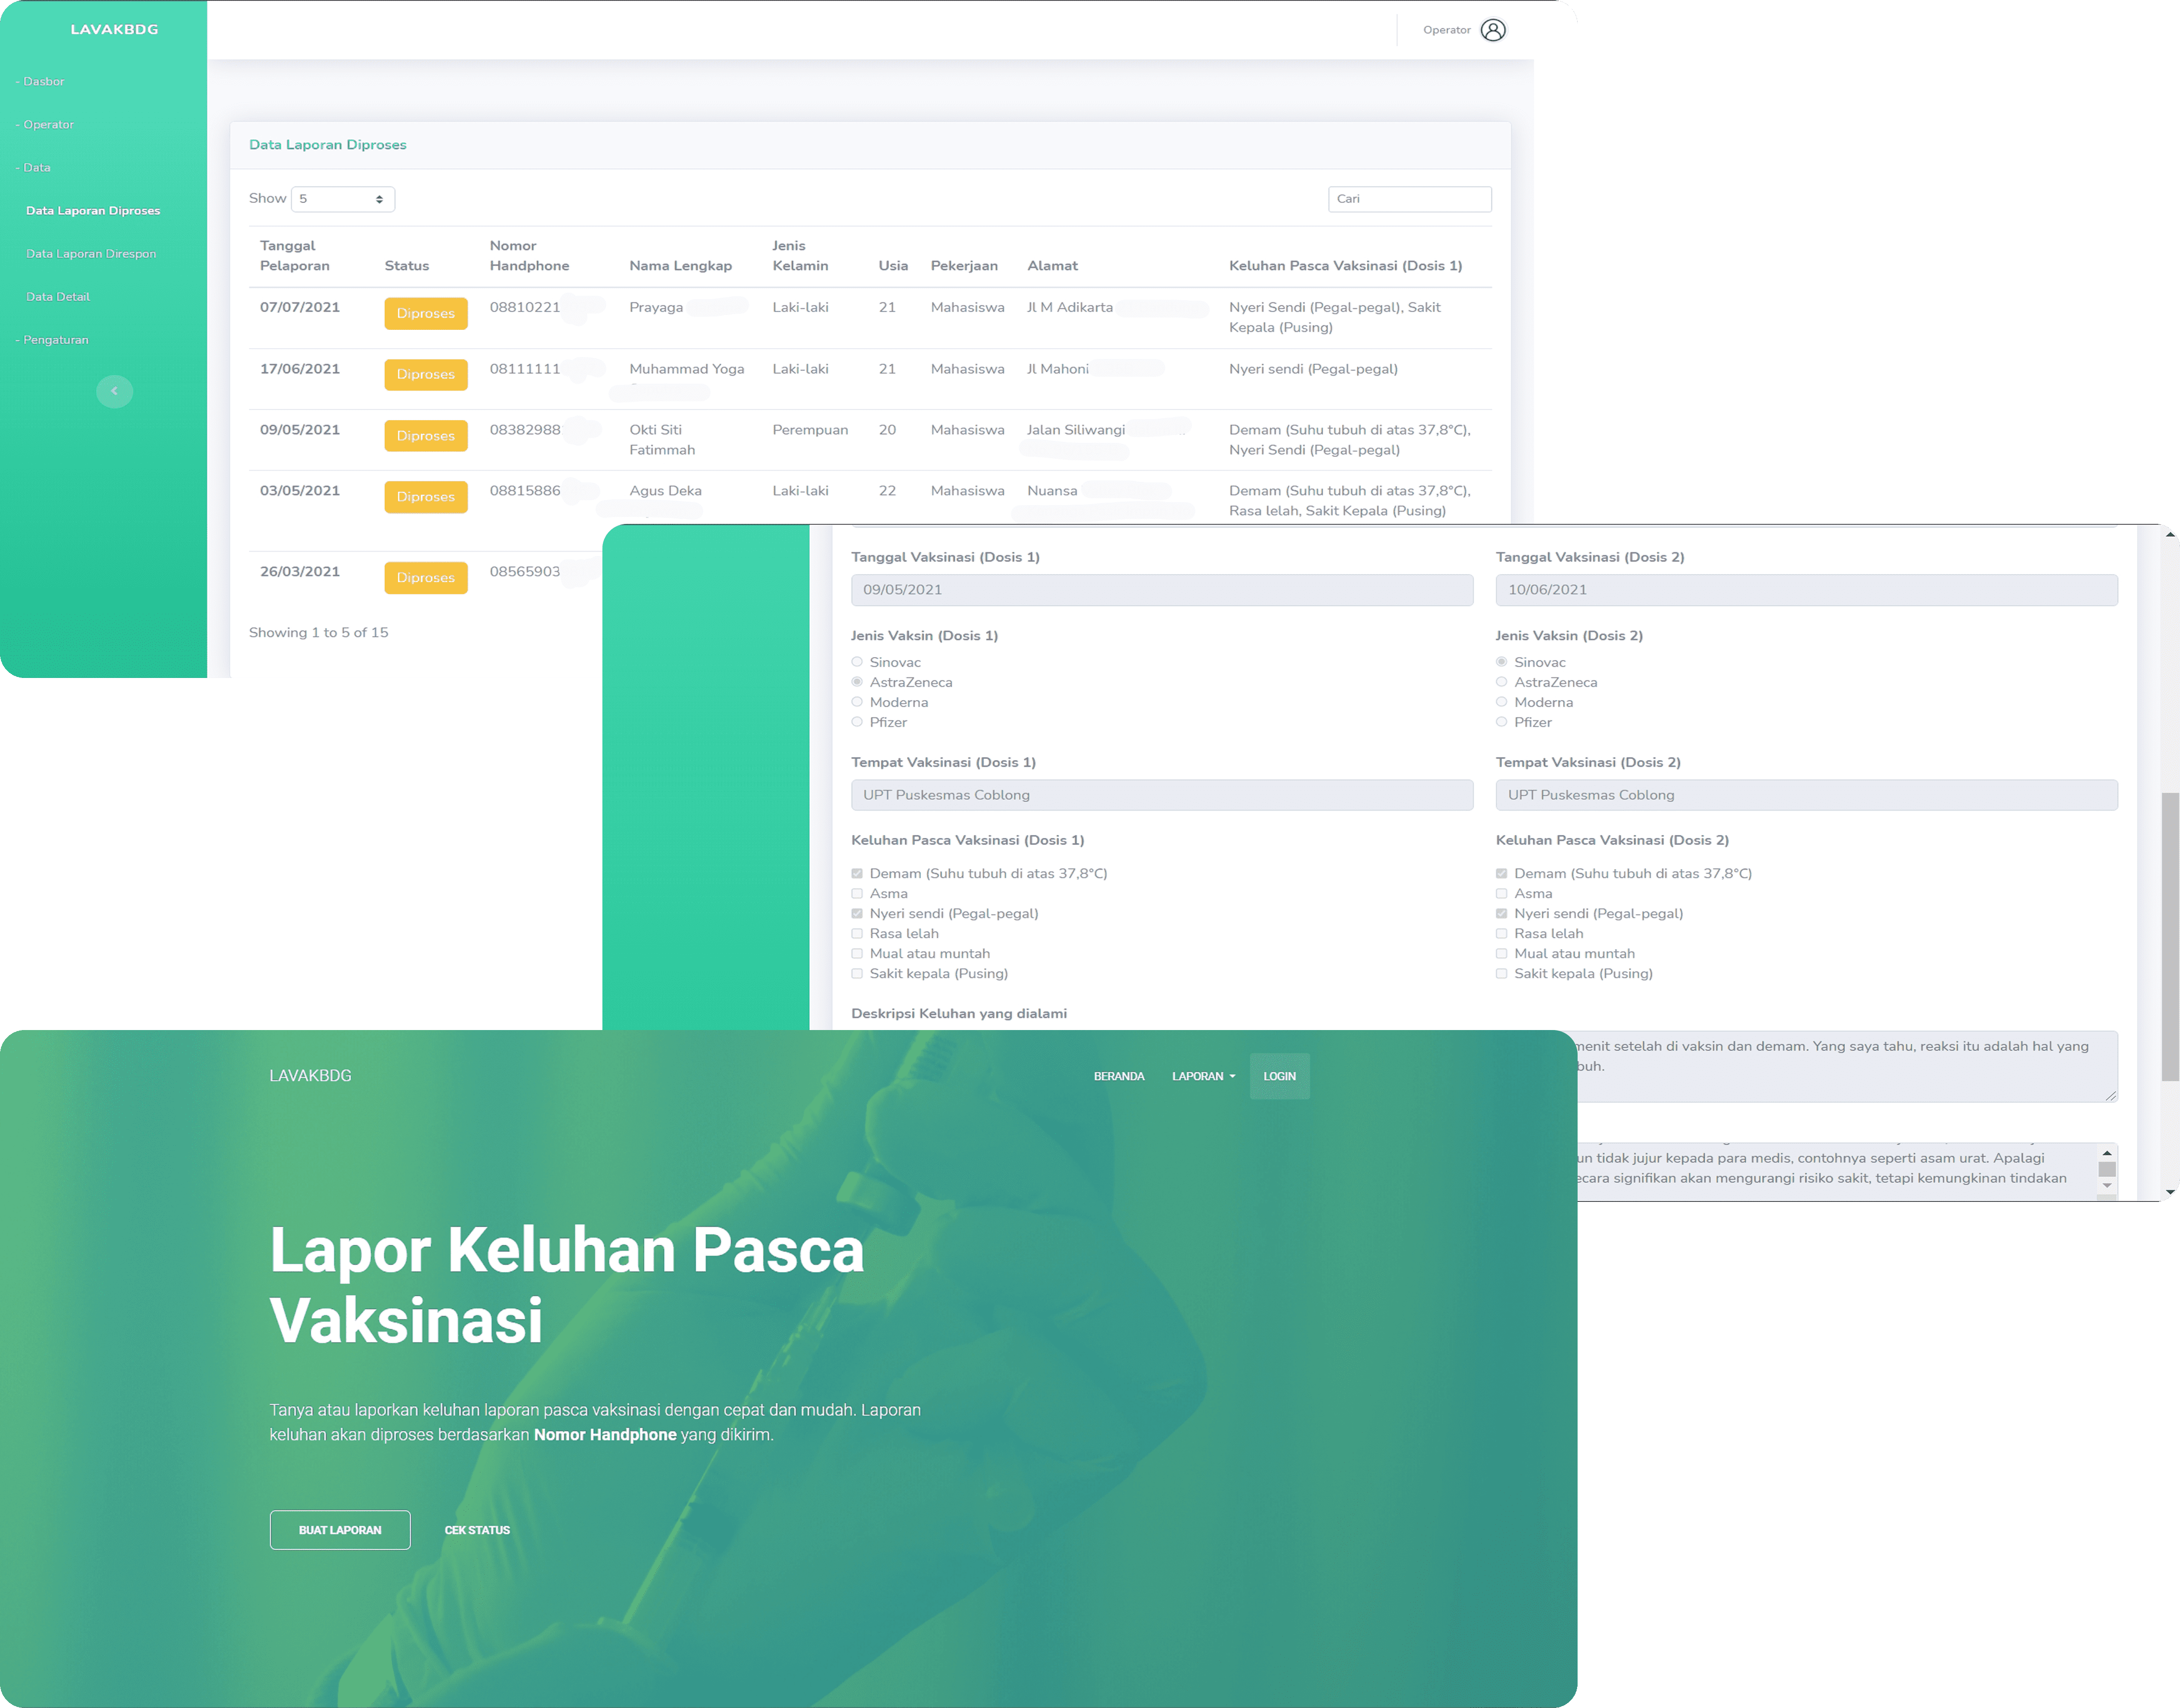 LAVAKBDG
Operator
- Dasbor
- Operator
- Data
Data Laporan Diproses
Data Laporan Direspon
Data Detail
- Pengaturan
Data Laporan Diproses
Show 5
Cari
Tanggal Pelaporan Status Nomor Handphone Nama Lengkap Jenis Kelamin Usia Pekerjaan Alamat Keluhan Pasca Vaksinasi (Dosis 1)
07/07/2021 Diproses 08810221 Prayaga Laki-laki 21 Mahasiswa Jl M Adikarta Nyeri Sendi (Pegal-pegal), Sakit
Kepala (Pusing)
17/06/2021 Diproses 08111111 Muhammad Yoga Laki-laki 21 Mahasiswa Jl Mahoni Nyeri sendi (Pegal-pegal)
09/05/2021 Diproses 08382988 Okti Siti Perempuan 20 Mahasiswa Jalan Siliwangi Demam (Suhu tubuh di atas 37,8°C),
Fatimmah Nyeri Sendi (Pegal-pegal)
03/05/2021 Diproses 08815886 Agus Deka Laki-laki 22 Mahasiswa Nuansa Demam (Suhu tubuh di atas 37,8°C),
Rasa lelah, Sakit Kepala (Pusing)
26/03/2021 Diproses 08565903
Showing 1 to 5 of 15
Tanggal Vaksinasi (Dosis 1) Tanggal Vaksinasi (Dosis 2)
09/05/2021 10/06/2021
Jenis Vaksin (Dosis 1) Jenis Vaksin (Dosis 2)
Sinovac Sinovac
AstraZeneca AstraZeneca
Moderna Moderna
Pfizer Pfizer
Tempat Vaksinasi (Dosis 1) Tempat Vaksinasi (Dosis 2)
UPT Puskesmas Coblong UPT Puskesmas Coblong
Keluhan Pasca Vaksinasi (Dosis 1) Keluhan Pasca Vaksinasi (Dosis 2)
Demam (Suhu tubuh di atas 37,8°C) Demam (Suhu tubuh di atas 37,8°C)
Asma Asma
Nyeri sendi (Pegal-pegal) Nyeri sendi (Pegal-pegal)
Rasa lelah Rasa lelah
Mual atau muntah Mual atau muntah
Sakit kepala (Pusing) Sakit kepala (Pusing)
Deskripsi Keluhan yang dialami
menit setelah di vaksin dan demam. Yang saya tahu, reaksi itu adalah hal yang
buh.
un tidak jujur kepada para medis, contohnya seperti asam urat. Apalagi
ecara signifikan akan mengurangi risiko sakit, tetapi kemungkinan tindakan
LAVAKBDG
BERANDA LAPORAN LOGIN
Lapor Keluhan Pasca
Vaksinasi
Tanya atau laporkan keluhan laporan pasca vaksinasi dengan cepat dan mudah. Laporan
keluhan akan diproses berdasarkan Nomor Handphone yang dikirim.
BUAT LAPORAN CEK STATUS